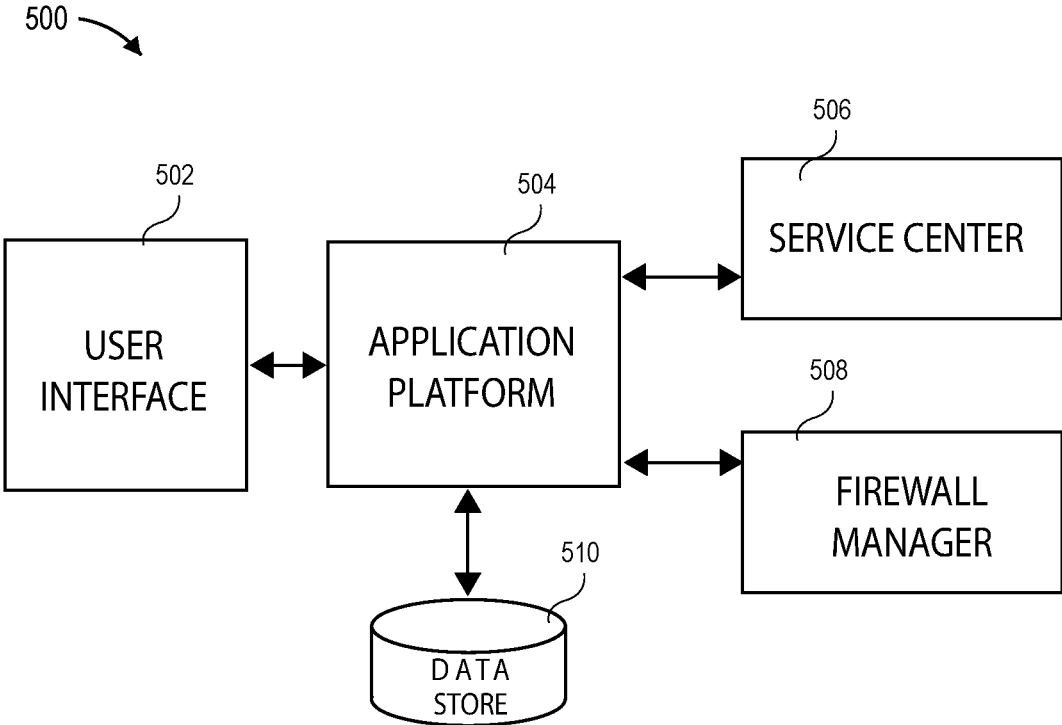 500
506
502
504
SERVICE CENTER
USER
INTERFACE
APPLICATION
PLATFORM
508
FIREWALL
MANAGER
510
DATA
STORE